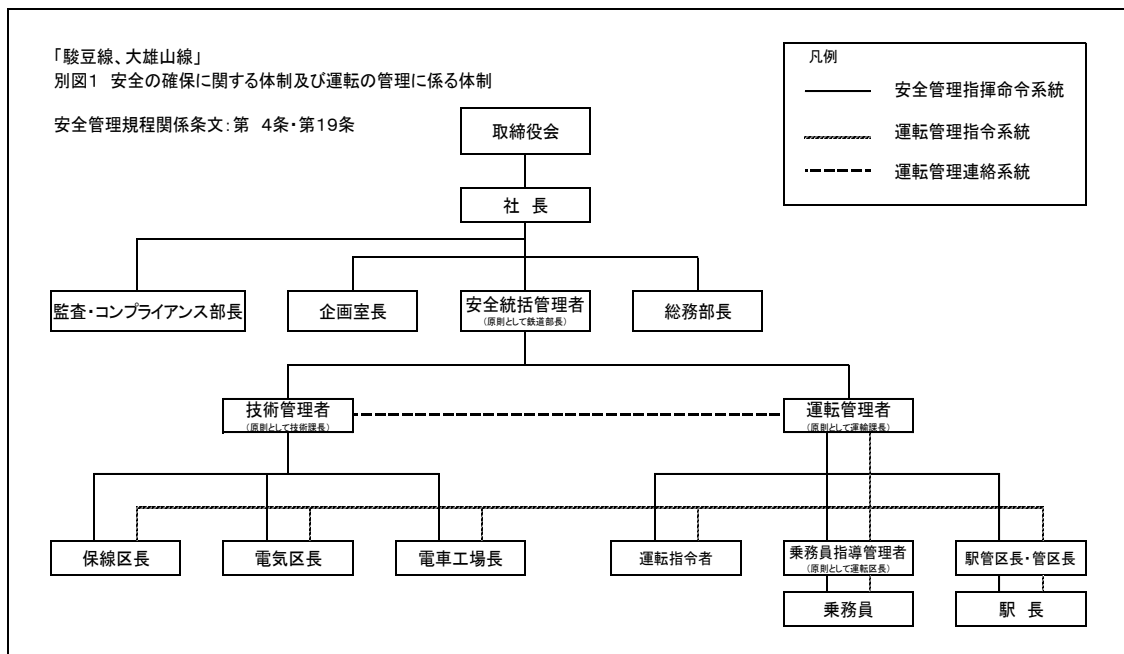 「駿豆線、大雄山線」
別図1 安全の確保に関する体制及び運転の管理に係る体制
安全管理規程関係条文：第 4条・第19条
凡例
安全管理指揮命令系統
運転管理指令系統
運転管理連絡系統
取締役会
社 長
監査・コンプライアンス部長
企画室長
安全統括管理者
(原則として鉄道部長)
総務部長
技術管理者
(原則として技術課長)
運転管理者
(原則として運輸課長)
保線区長
電気区長
電車工場長
運転指令者
乗務員指導管理者
(原則として運転区長)
駅管区長・管区長
乗務員
駅 長